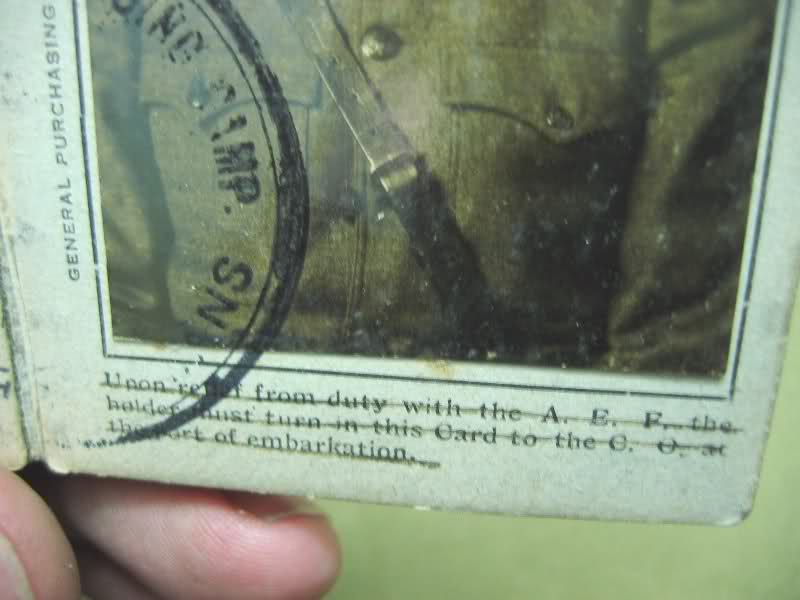 GENERAL PURCHASING
Upon relief from duty with the A. E. F. the
holder must turn in this Card to the C. O. at
the Port of embarkation.